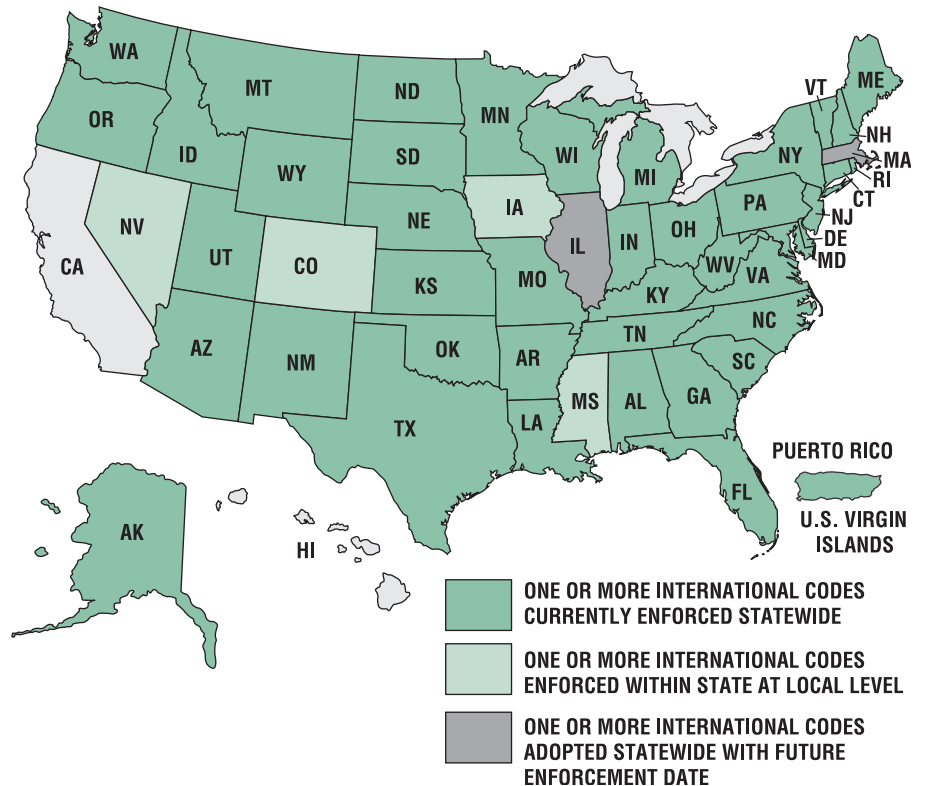 WA
MT
ND
MN
VT
ME
OR
ID
SD
WI
MI
NY
NH
MA
RI
CT
WY
NE
IA
PA
NJ
DE
MD
NV
UT
CO
IL
IN
OH
WV
VA
CA
KS
MO
KY
NC
AZ
NM
OK
AR
TN
SC
TX
LA
MS
AL
GA
FL
PUERTO RICO
U.S. VIRGIN
ISLANDS
AK
HI
ONE OR MORE INTERNATIONAL CODES
CURRENTLY ENFORCED STATEWIDE
ONE OR MORE INTERNATIONAL CODES
ENFORCED WITHIN STATE AT LOCAL LEVEL
ONE OR MORE INTERNATIONAL CODES
ADOPTED STATEWIDE WITH FUTURE
ENFORCEMENT DATE